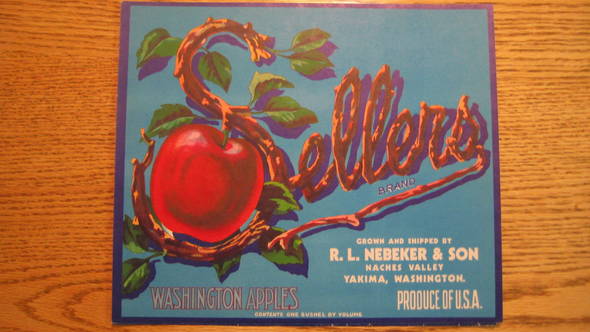 Sellers
BRAND
GROWN AND SHIPPED BY
R. L. NEBEKER & SON
NACHES VALLEY
YAKIMA, WASHINGTON.
WASHINGTON APPLES
PRODUCE OF U.S.A.
CONTENTS ONE BUSHEL BY VOLUME